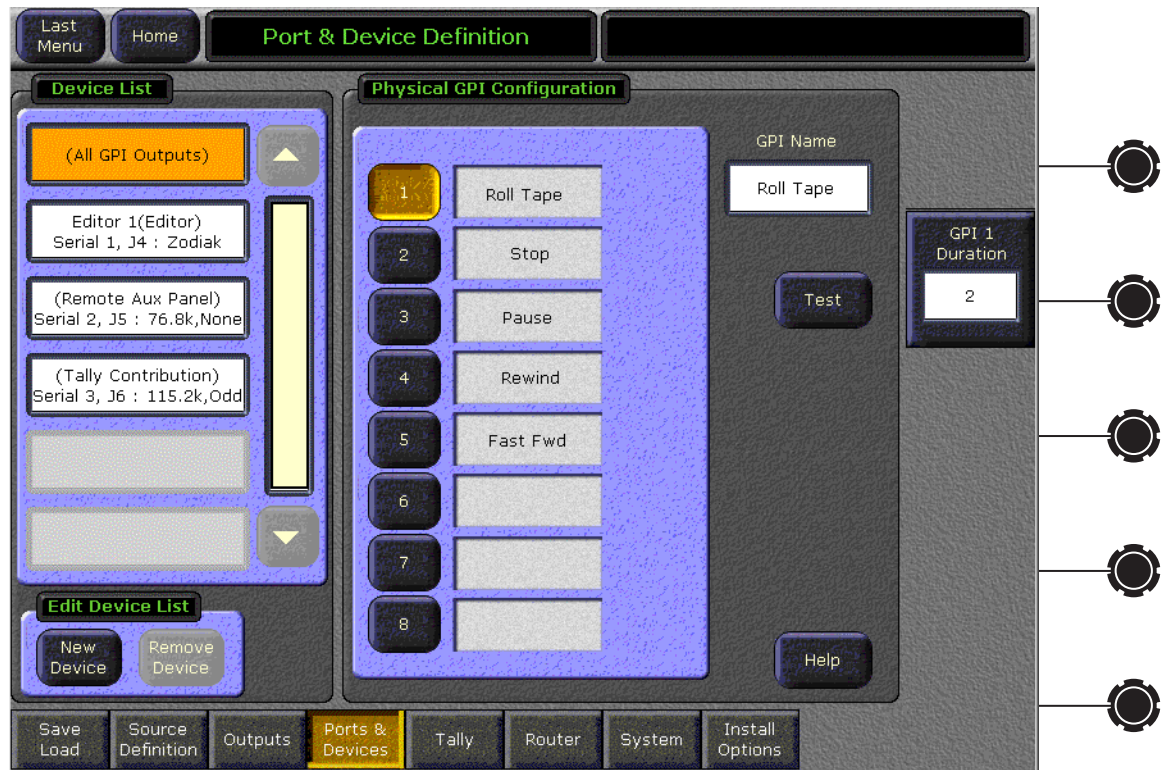 Last
Menu
Home
Port & Device Definition
Device List
(All GPI Outputs)
Editor 1(Editor)
Serial 1, J4 : Zodiak
(Remote Aux Panel)
Serial 2, J5 : 76.8k,None
(Tally Contribution)
Serial 3, J6 : 115.2k,Odd
Edit Device List
New
Device
Remove
Device
Physical GPI Configuration
1 Roll Tape
2 Stop
3 Pause
4 Rewind
5 Fast Fwd
6
7
8
GPI Name
Roll Tape
Test
Help
GPI 1
Duration
2
Save
Load
Source
Definition
Outputs
Ports &
Devices
Tally
Router
System
Install
Options